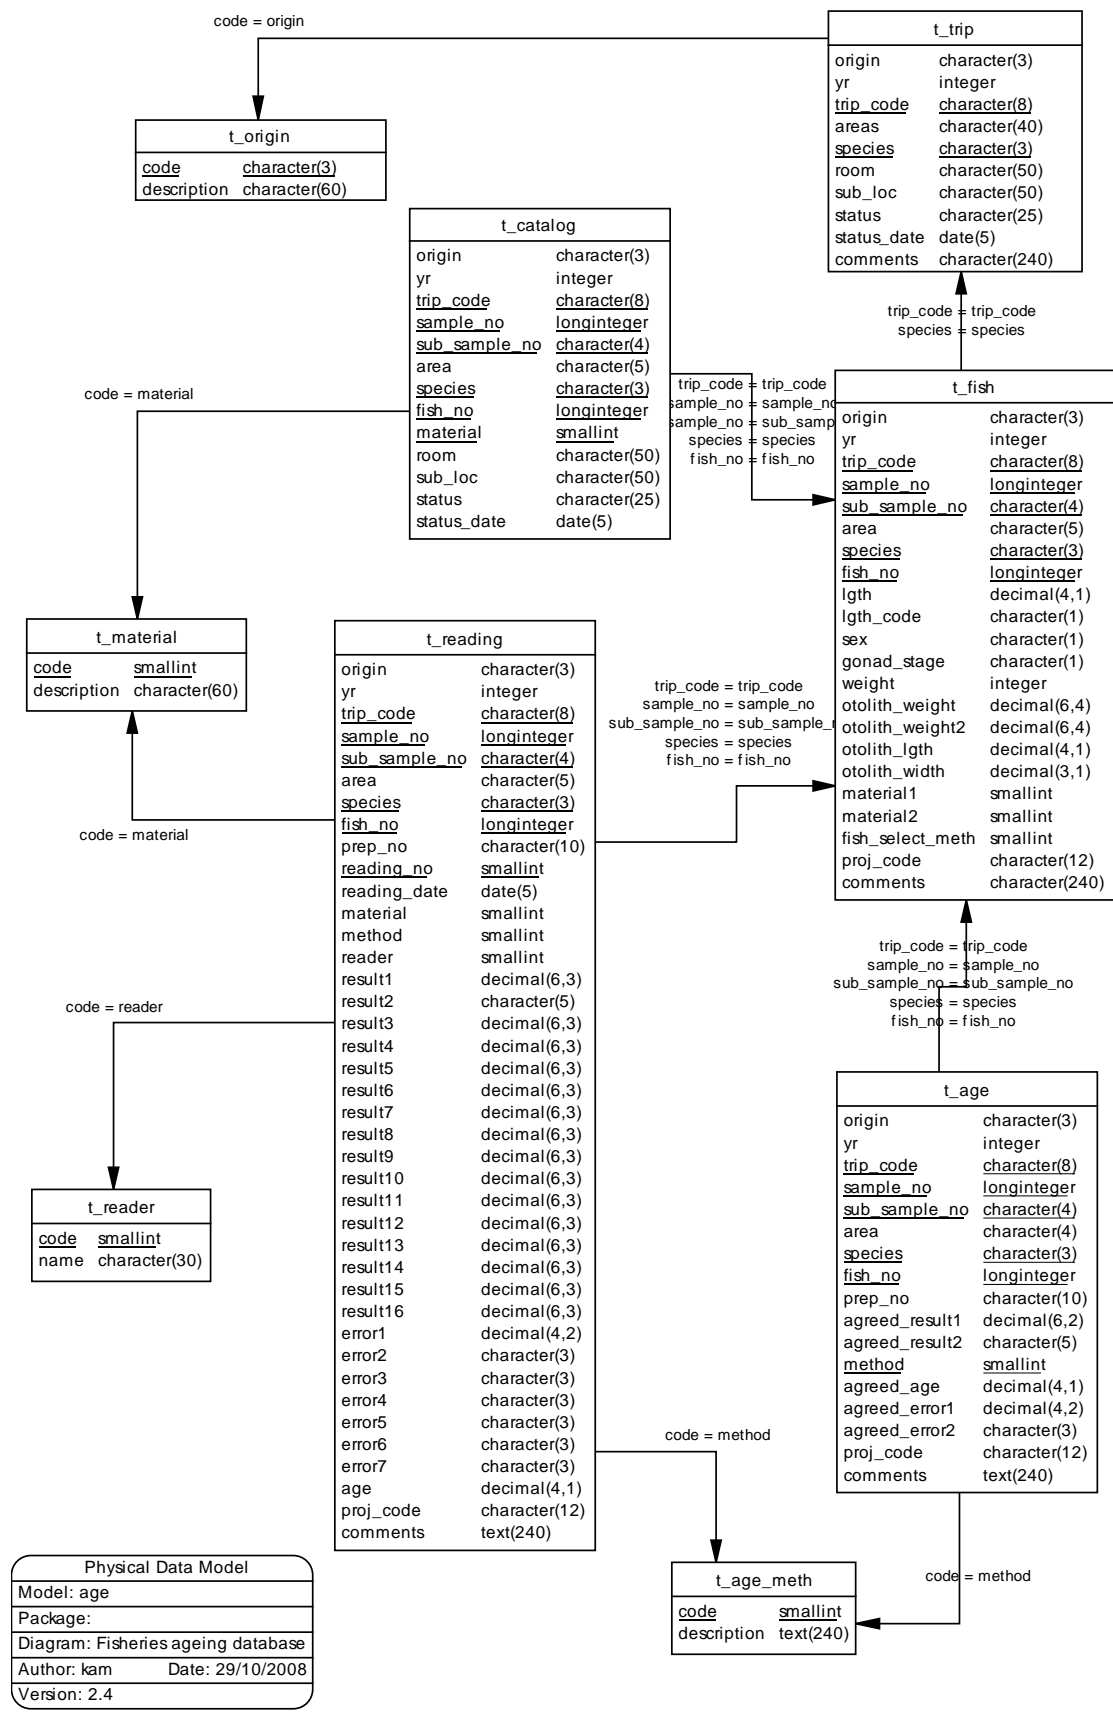 code = origin
t_trip
origin character(3)
yr integer
trip_code character(8)
areas character(40)
species character(3)
room character(50)
sub_loc character(50)
status character(25)
status_date date(5)
comments character(240)
t_origin
code character(3)
description character(60)
t_catalog
origin character(3)
yr integer
trip_code character(8)
sample_no longinteger
sub_sample_no character(4)
area character(5)
species character(3)
fish_no longinteger
material smallint
room character(50)
sub_loc character(50)
status character(25)
status_date date(5)
trip_code = trip_code
species = species
code = material
trip_code = trip_code
sample_no = sample_no
sample_no = sub_samp
species = species
fish_no = fish_no
t_fish
origin character(3)
yr integer
trip_code character(8)
sample_no longinteger
sub_sample_no character(4)
area character(5)
species character(3)
fish_no longinteger
lgth decimal(4,1)
lgth_code character(1)
sex character(1)
gonad_stage character(1)
weight integer
otolith_weight decimal(6,4)
otolith_weight2 decimal(6,4)
otolith_lgth decimal(4,1)
otolith_width decimal(3,1)
material1 smallint
material2 smallint
fish_select_meth smallint
proj_code character(12)
comments character(240)
t_material
code smallint
description character(60)
t_reading
origin character(3)
yr integer
trip_code character(8)
sample_no longinteger
sub_sample_no character(4)
area character(5)
species character(3)
fish_no longinteger
prep_no character(10)
reading_no smallint
reading_date date(5)
material smallint
method smallint
reader smallint
result1 decimal(6,3)
result2 character(5)
result3 decimal(6,3)
result4 decimal(6,3)
result5 decimal(6,3)
result6 decimal(6,3)
result7 decimal(6,3)
result8 decimal(6,3)
result9 decimal(6,3)
result10 decimal(6,3)
result11 decimal(6,3)
result12 decimal(6,3)
result13 decimal(6,3)
result14 decimal(6,3)
result15 decimal(6,3)
result16 decimal(6,3)
error1 decimal(4,2)
error2 character(3)
error3 character(3)
error4 character(3)
error5 character(3)
error6 character(3)
error7 character(3)
age decimal(4,1)
proj_code character(12)
comments text(240)
trip_code = trip_code
sample_no = sample_no
sub_sample_no = sub_sample_
species = species
fish_no = fish_no
code = material
trip_code = trip_code
sample_no = sample_no
sub_sample_no = sub_sample_no
species = species
fish_no = fish_no
code = reader
t_reader
code smallint
name character(30)
t_age
origin character(3)
yr integer
trip_code character(8)
sample_no longinteger
sub_sample_no character(4)
area character(4)
species character(3)
fish_no longinteger
prep_no character(10)
agreed_result1 decimal(6,2)
agreed_result2 character(5)
method smallint
agreed_age decimal(4,1)
agreed_error1 decimal(4,2)
agreed_error2 character(3)
proj_code character(12)
comments text(240)
code = method
code = method
t_age_meth
code smallint
description text(240)
Physical Data Model
Model: age
Package:
Diagram: Fisheries ageing database
Author: kam Date: 29/10/2008
Version: 2.4